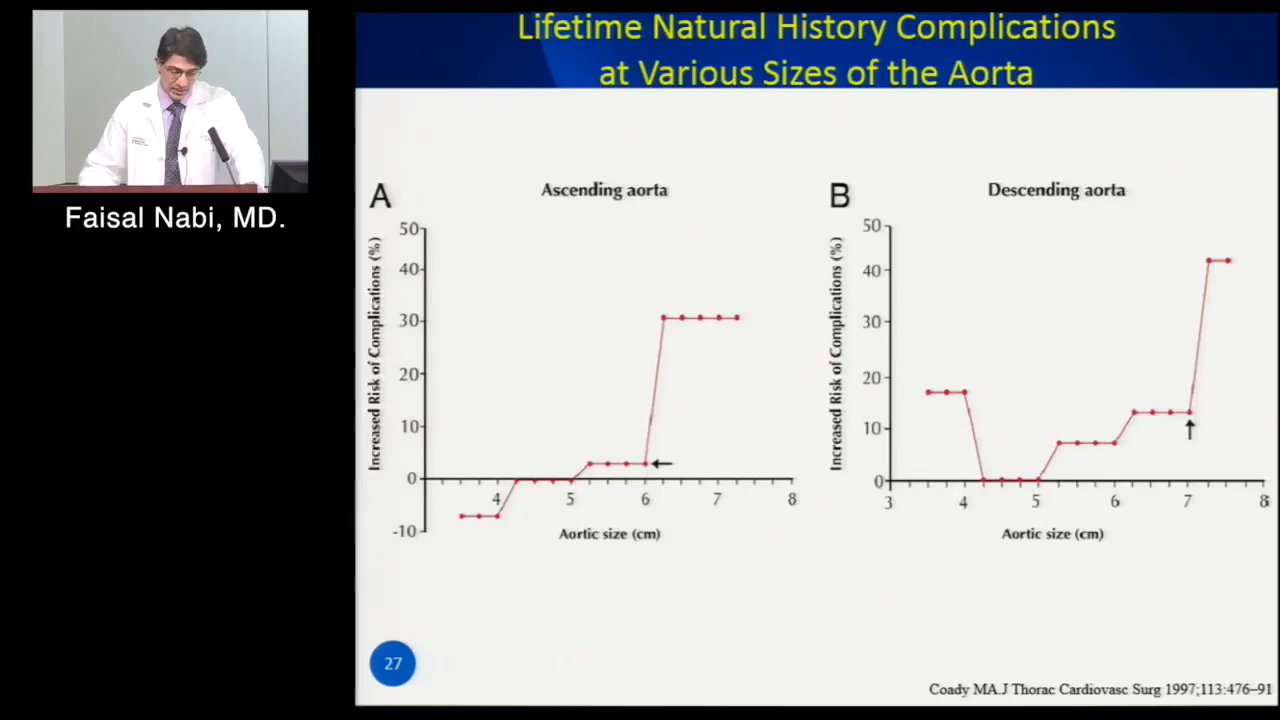 Lifetime Natural History Complications
at Various Sizes of the Aorta
Faisal Nabi, MD.
A
Ascending aorta
Increased Risk of Complications (%)
50
40
30
20
10
0
-10
4 5 6 7 8
Aortic size (cm)
B
Descending aorta
Increased Risk of Complications (%)
50
40
30
20
10
0
3 4 5 6 7 8
Aortic size (cm)
27
Coady MA.J Thorac Cardiovasc Surg 1997;113:476–91